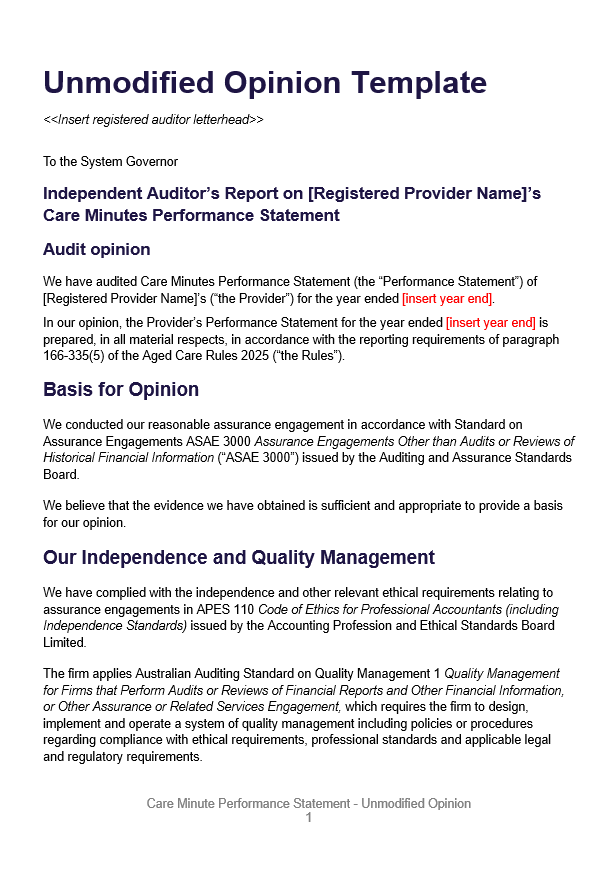 Unmodified Opinion Template
<<Insert registered auditor letterhead>>
To the System Governor
Independent Auditor’s Report on [Registered Provider Name]’s
Care Minutes Performance Statement
Audit opinion
We have audited Care Minutes Performance Statement (the “Performance Statement”) of
[Registered Provider Name]’s (“the Provider”) for the year ended [insert year end].
In our opinion, the Provider’s Performance Statement for the year ended [insert year end] is
prepared, in all material respects, in accordance with the reporting requirements of paragraph
166-335(5) of the Aged Care Rules 2025 (“the Rules”).
Basis for Opinion
We conducted our reasonable assurance engagement in accordance with Standard on
Assurance Engagements ASAE 3000 Assurance Engagements Other than Audits or Reviews of
Historical Financial Information (“ASAE 3000”) issued by the Auditing and Assurance Standards
Board.
We believe that the evidence we have obtained is sufficient and appropriate to provide a basis
for our opinion.
Our Independence and Quality Management
We have complied with the independence and other relevant ethical requirements relating to
assurance engagements in APES 110 Code of Ethics for Professional Accountants (including
Independence Standards) issued by the Accounting Profession and Ethical Standards Board
Limited.
The firm applies Australian Auditing Standard on Quality Management 1 Quality Management
for Firms that Perform Audits or Reviews of Financial Reports and Other Financial Information,
or Other Assurance or Related Services Engagement, which requires the firm to design,
implement and operate a system of quality management including policies or procedures
regarding compliance with ethical requirements, professional standards and applicable legal
and regulatory requirements.
Care Minute Performance Statement - Unmodified Opinion
1